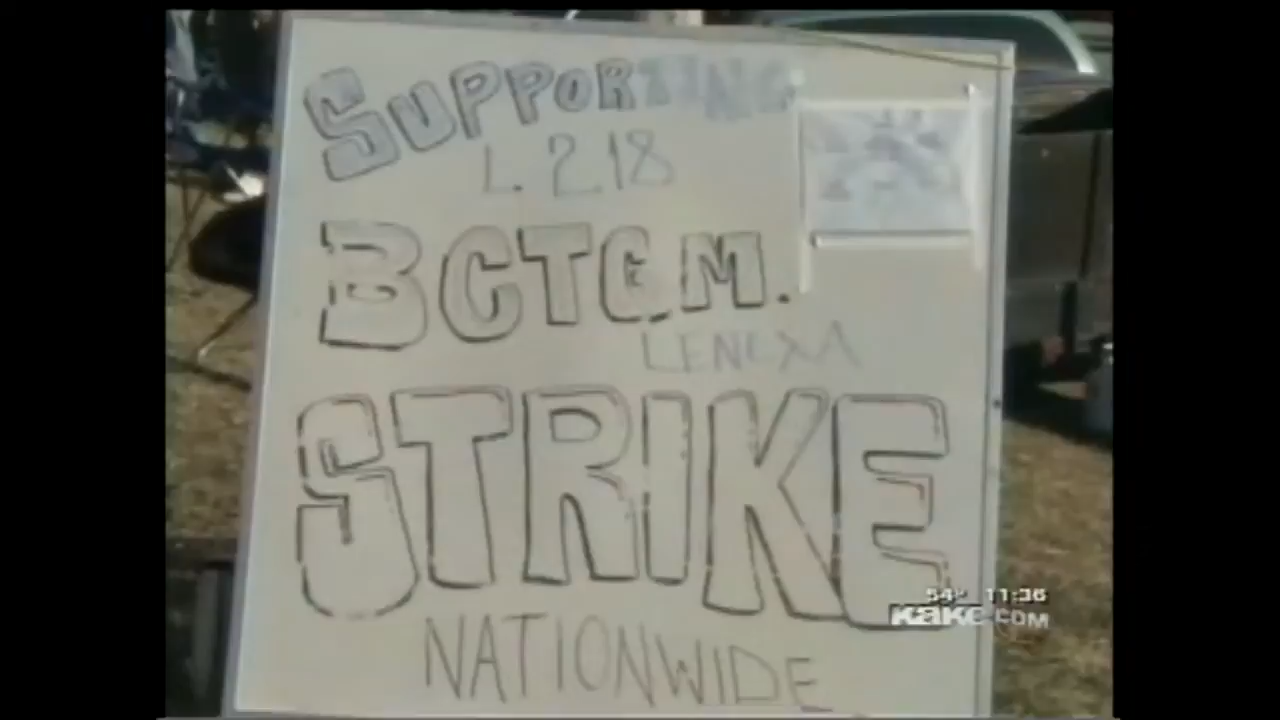 SUPPORTING
L. 218
BCTGM.
LENEXA
STRIKE
NATIONWIDE
54° 11:36
KAKE.COM